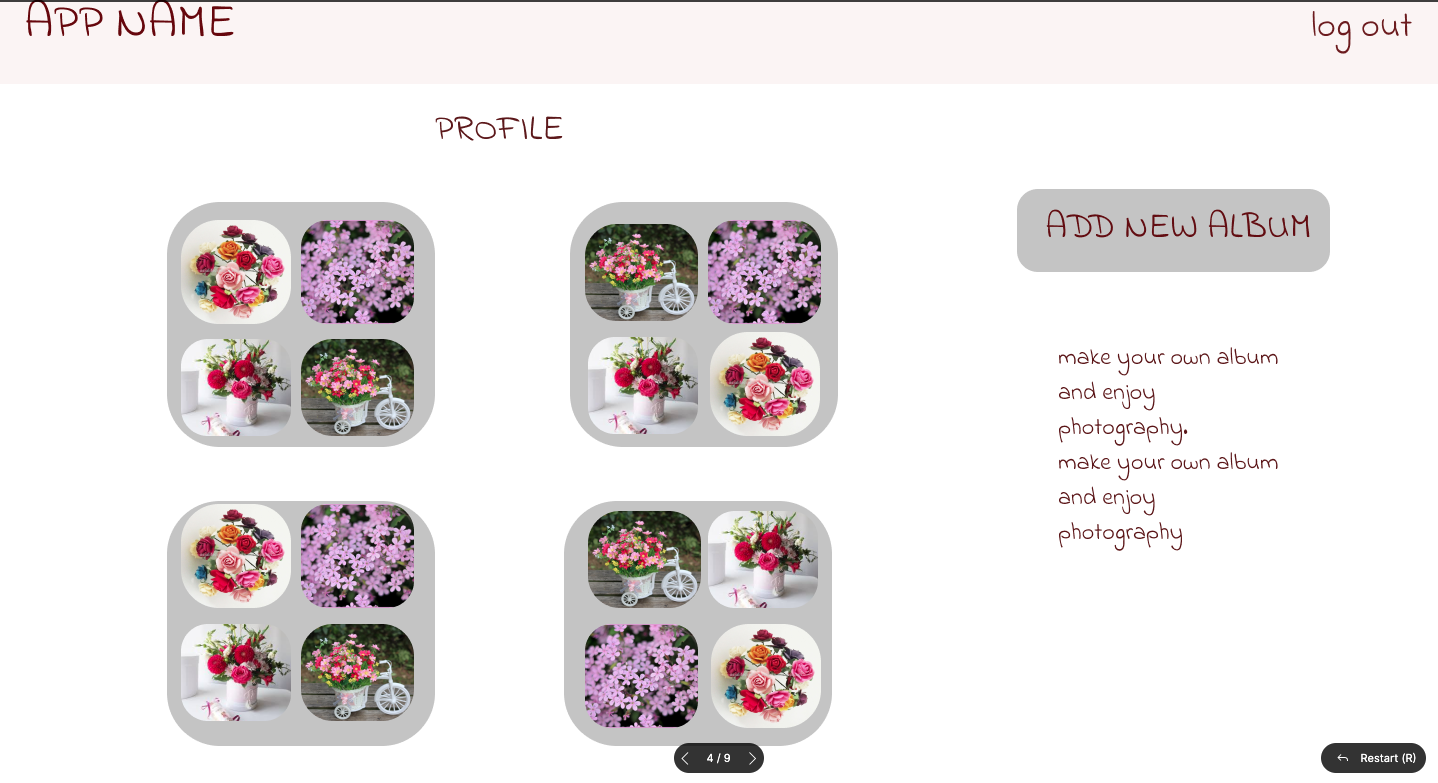 APP NAME
log out
PROFILE
ADD NEW ALBUM
make your own album
and enjoy
photography.
make your own album
and enjoy
photography
4 / 9
Restart (R)